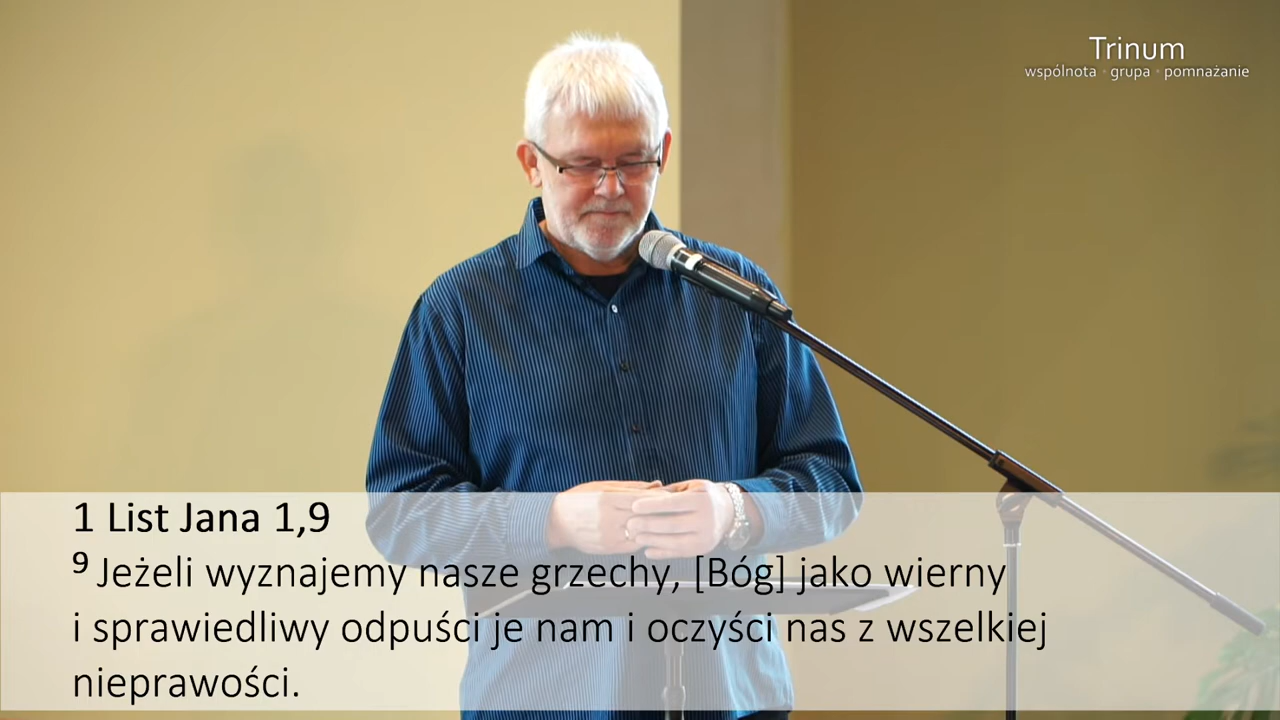 Trinum
wspólnota • grupa • pomnażanie
1 List Jana 1,9
9 Jeżeli wyznajemy nasze grzechy, [Bóg] jako wierny
i sprawiedliwy odpuści je nam i oczyści nas z wszelkiej
nieprawości.